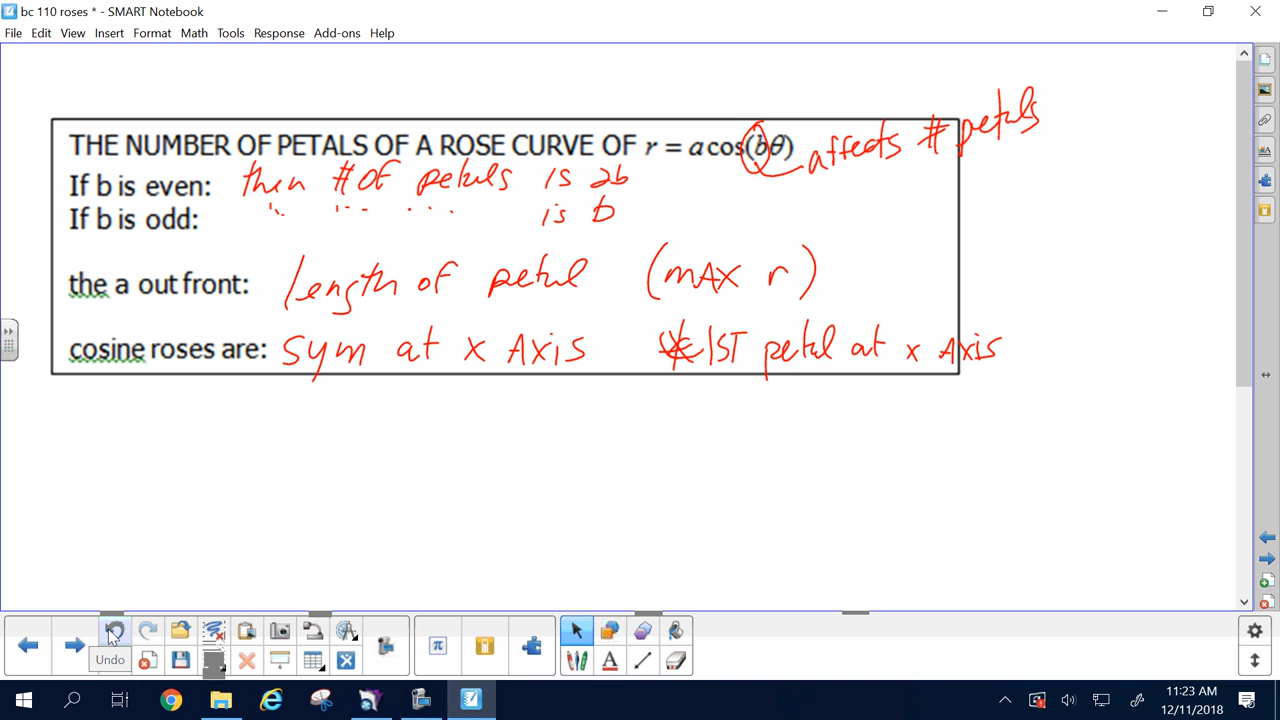 bc 110 roses * - SMART Notebook
File Edit View Insert Format Math Tools Response Add-ons Help
THE NUMBER OF PETALS OF A ROSE CURVE OF r = a cos(bθ) affects # petals
If b is even: then # OF petals is 2b
If b is odd: " ... ... is b
the a out front: length of petal (mAX r)
cosine roses are: sym at x AXiS * 1ST petal at x AXiS
Undo
11:23 AM
12/11/2018